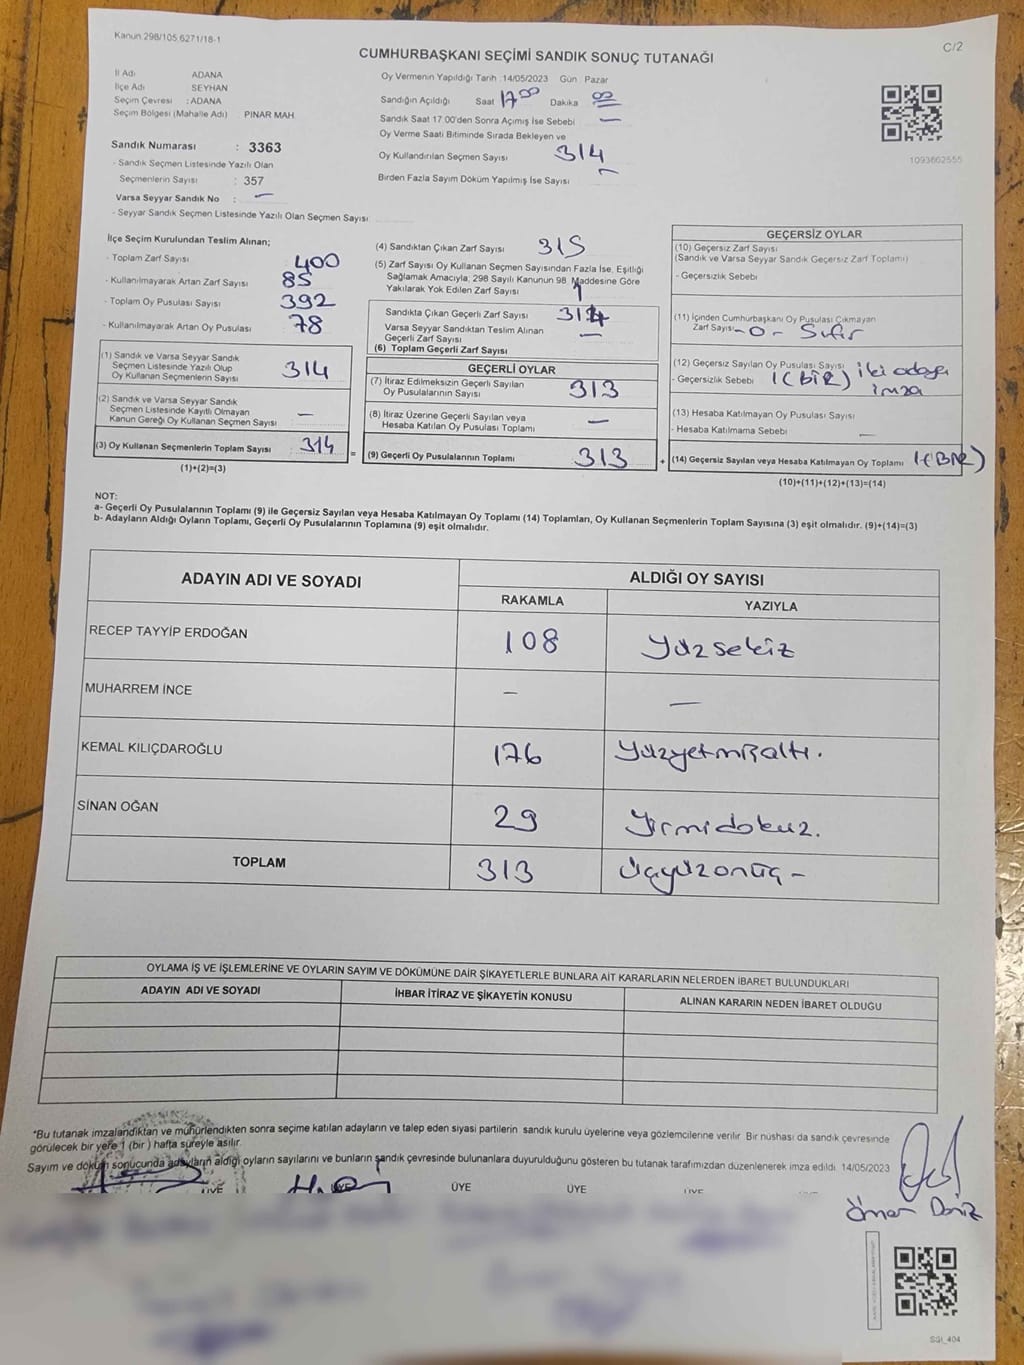 Kanun 298/105 6271/18-1
C/2
CUMHURBAŞKANI SEÇİMİ SANDIK SONUÇ TUTANAĞI
İl Adı ADANA
İlçe Adı SEYHAN
Seçim Çevresi : ADANA
Seçim Bölgesi (Mahalle Adı) PINAR MAH.
Sandık Numarası : 3363
- Sandık Seçmen Listesinde Yazılı Olan
Seçmenlerin Sayısı : 357
Varsa Seyyar Sandık No : —
- Seyyar Sandık Seçmen Listesinde Yazılı Olan Seçmen Sayısı
Oy Vermenin Yapıldığı Tarih : 14/05/2023 Gün : Pazar
Sandığın Açıldığı Saat 17 00 Dakika 00
Sandık Saat 17.00'den Sonra Açımış İse Sebebi —
Oy Verme Saati Bitiminde Sırada Bekleyen ve
Oy Kullandırılan Seçmen Sayısı 314
Birden Fazla Sayım Döküm Yapılmış İse Sayısı —
1093602555
İlçe Seçim Kurulundan Teslim Alınan;
- Toplam Zarf Sayısı 400
- Kullanılmayarak Artan Zarf Sayısı 85
- Toplam Oy Pusulası Sayısı 392
- Kullanılmayarak Artan Oy Pusulası 78
(1) Sandık ve Varsa Seyyar Sandık
Seçmen Listesinde Yazılı Olup
Oy Kullanan Seçmenlerin Sayısı 314
(2) Sandık ve Varsa Seyyar Sandık
Seçmen Listesinde Kayıtlı Olmayan
Kanun Gereği Oy Kullanan Seçmen Sayısı —
(3) Oy Kullanan Seçmenlerin Toplam Sayısı 314 =
(1)+(2)=(3)
(4) Sandıktan Çıkan Zarf Sayısı 315
(5) Zarf Sayısı Oy Kullanan Seçmen Sayısından Fazla İse, Eşitliği
Sağlamak Amacıyla, 298 Sayılı Kanunun 98. Maddesine Göre
Yakılarak Yok Edilen Zarf Sayısı 1
Sandıkta Çıkan Geçerli Zarf Sayısı 314
Varsa Seyyar Sandıktan Teslim Alınan
Geçerli Zarf Sayısı —
(6) Toplam Geçerli Zarf Sayısı
GEÇERLİ OYLAR
(7) İtiraz Edilmeksizin Geçerli Sayılan
Oy Pusulalarının Sayısı 313
(8) İtiraz Üzerine Geçerli Sayılan veya
Hesaba Katılan Oy Pusulası Toplamı —
(9) Geçerli Oy Pusulalarının Toplamı 313 +
GEÇERSİZ OYLAR
(10) Geçersiz Zarf Sayısı
(Sandık ve Varsa Seyyar Sandık Geçersiz Zarf Toplamı)
- Geçersizlik Sebebi
(11) İçinden Cumhurbaşkanı Oy Pusulası Çıkmayan
Zarf Sayısı - 0 - Sıfır
(12) Geçersiz Sayılan Oy Pusulası Sayısı
- Geçersizlik Sebebi 1(BİR) iki adaya
imza
(13) Hesaba Katılmayan Oy Pusulası Sayısı
- Hesaba Katılmama Sebebi —
(14) Geçersiz Sayılan veya Hesaba Katılmayan Oy Toplamı 1(BİR)
(10)+(11)+(12)+(13)=(14)
NOT:
a- Geçerli Oy Pusulalarının Toplamı (9) ile Geçersiz Sayılan veya Hesaba Katılmayan Oy Toplamı (14) Toplamları, Oy Kullanan Seçmenlerin Toplam Sayısına (3) eşit olmalıdır. (9)+(14)=(3)
b- Adayların Aldığı Oyların Toplamı, Geçerli Oy Pusulalarının Toplamına (9) eşit olmalıdır.
ADAYIN ADI VE SOYADI ALDIĞI OY SAYISI
RAKAMLA YAZIYLA
RECEP TAYYİP ERDOĞAN 108 Yüzsekiz
MUHARREM İNCE — —
KEMAL KILIÇDAROĞLU 176 Yüzyetmişaltı.
SİNAN OĞAN 29 Yirmidokuz.
TOPLAM 313 Üçyüzonüç -
OYLAMA İŞ VE İŞLEMLERİNE VE OYLARIN SAYIM VE DÖKÜMÜNE DAİR ŞİKAYETLERLE BUNLARA AİT KARARLARIN NELERDEN İBARET BULUNDUKLARI
ADAYIN ADI VE SOYADI İHBAR İTİRAZ VE ŞİKAYETİN KONUSU ALINAN KARARIN NEDEN İBARET OLDUĞU
*Bu tutanak imzalandıktan ve mühürlendikten sonra seçime katılan adayların ve talep eden siyasi partilerin sandık kurulu üyelerine veya gözlemcilerine verilir. Bir nüshası da sandık çevresinde
görülecek bir yere 1 (bir) hafta süreyle asılır.
Sayım ve döküm sonucunda adayların aldığı oyların sayılarını ve bunların sandık çevresinde bulunanlara duyurulduğunu gösteren bu tutanak tarafımızdan düzenlenerek imza edildi. 14/05/2023
ÜYE ÜYE ÜYE ÜYE ÜYE
Ömer Deniz